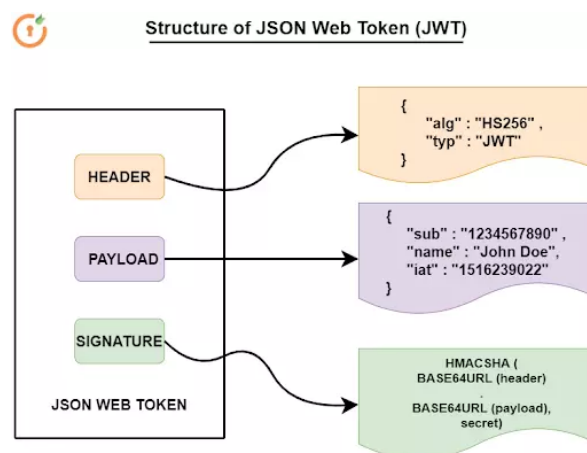 Structure of JSON Web Token (JWT)
HEADER
PAYLOAD
SIGNATURE
JSON WEB TOKEN
{
"alg" : "HS256" ,
"typ" : "JWT"
}
{
"sub" : "1234567890" ,
"name" : "John Doe",
"iat" : "1516239022"
}
HMACSHA (
BASE64URL (header)
.
BASE64URL (payload),
secret)